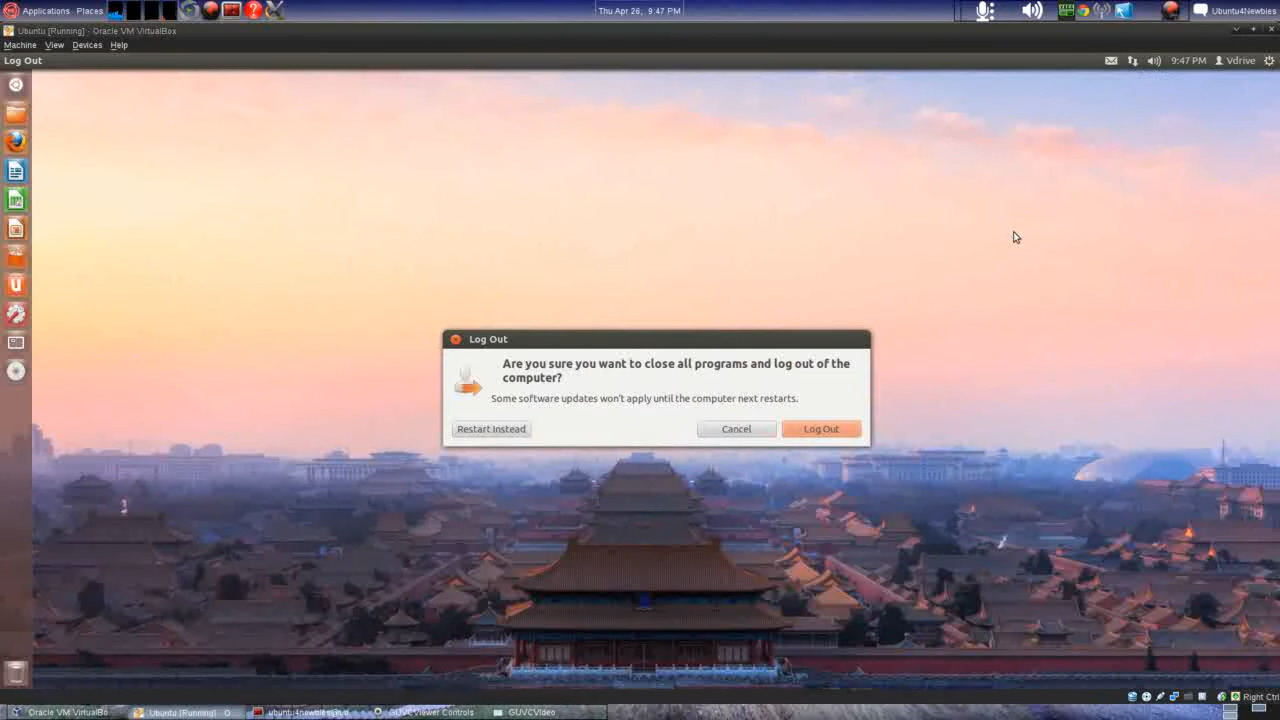 Applications Places
Thu Apr 26, 9:47 PM
Ubuntu4Newbies
Ubuntu [Running] - Oracle VM VirtualBox
Machine View Devices Help
Log Out
9:47 PM Vdrive
Log Out
Are you sure you want to close all programs and log out of the
computer?
Some software updates won't apply until the computer next restarts.
Restart Instead Cancel Log Out
Right Ctrl
Oracle VM VirtualBo
Ubuntu [Running] - O
GUVCViewer Controls
GUVCVideo